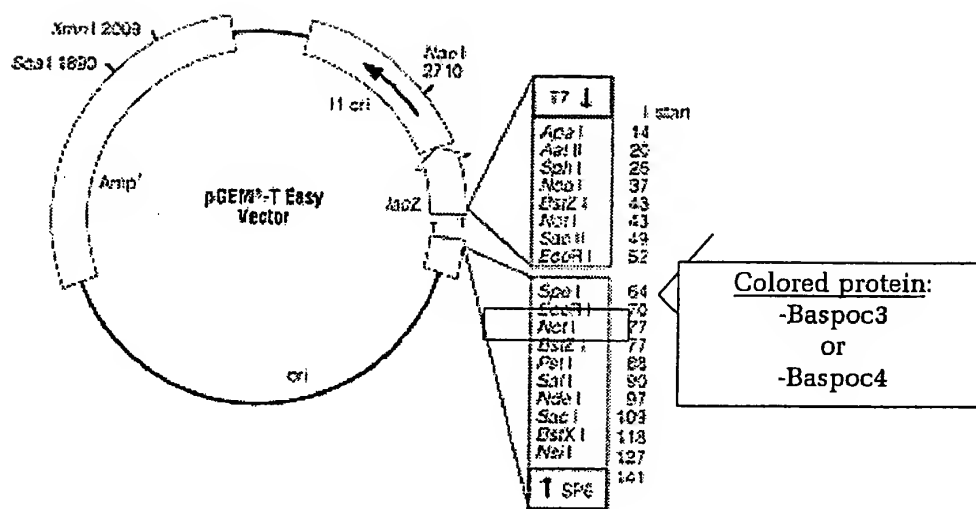 Xmn I 2009
Sca I 1890
Nae I
2710
f1 ori
Ampʳ
pGEM®-T Easy
Vector
lacZ
T T
ori
T7 ↓
1 start
Apa I 14
Aat II 20
Sph I 26
Nco I 37
BstZ I 43
Not I 43
Sac II 49
EcoR I 52
Spe I 64
EcoR I 70
Not I 77
BstZ I 77
Pst I 88
Sal I 90
Nde I 97
Sac I 109
BstX I 118
Nsi I 127
141
↑ SP6
Colored protein:
-Baspoc3
or
-Baspoc4